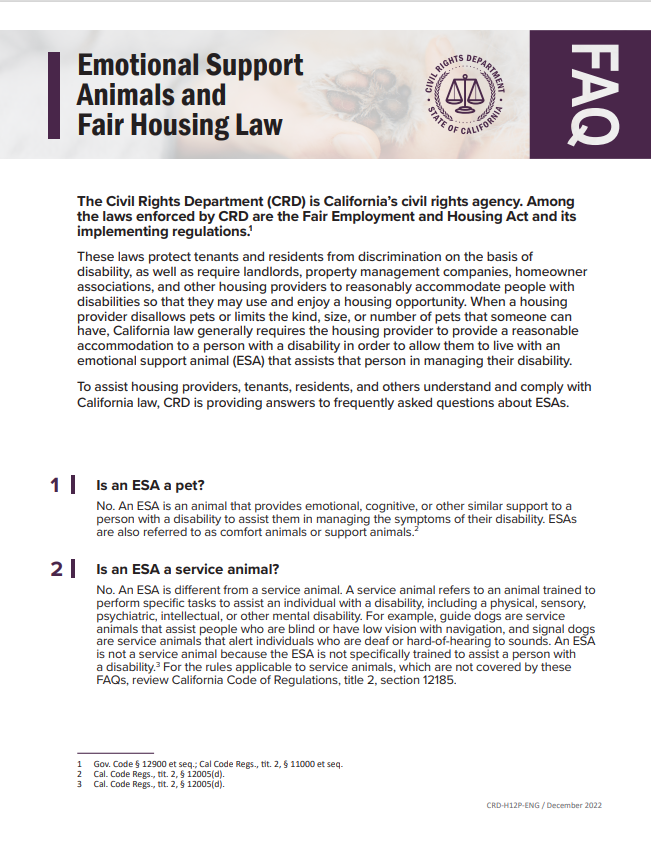 Emotional Support
Animals and
Fair Housing Law
CIVIL RIGHTS DEPARTMENT
STATE OF CALIFORNIA
FAQ
The Civil Rights Department (CRD) is California’s civil rights agency. Among
the laws enforced by CRD are the Fair Employment and Housing Act and its
implementing regulations.1
These laws protect tenants and residents from discrimination on the basis of
disability, as well as require landlords, property management companies, homeowner
associations, and other housing providers to reasonably accommodate people with
disabilities so that they may use and enjoy a housing opportunity. When a housing
provider disallows pets or limits the kind, size, or number of pets that someone can
have, California law generally requires the housing provider to provide a reasonable
accommodation to a person with a disability in order to allow them to live with an
emotional support animal (ESA) that assists that person in managing their disability.
To assist housing providers, tenants, residents, and others understand and comply with
California law, CRD is providing answers to frequently asked questions about ESAs.
1 Is an ESA a pet?
No. An ESA is an animal that provides emotional, cognitive, or other similar support to a
person with a disability to assist them in managing the symptoms of their disability. ESAs
are also referred to as comfort animals or support animals.2
2 Is an ESA a service animal?
No. An ESA is different from a service animal. A service animal refers to an animal trained to
perform specific tasks to assist an individual with a disability, including a physical, sensory,
psychiatric, intellectual, or other mental disability. For example, guide dogs are service
animals that assist people who are blind or have low vision with navigation, and signal dogs
are service animals that alert individuals who are deaf or hard-of-hearing to sounds. An ESA
is not a service animal because the ESA is not specifically trained to assist a person with
a disability.3 For the rules applicable to service animals, which are not covered by these
FAQs, review California Code of Regulations, title 2, section 12185.
1 Gov. Code § 12900 et seq.; Cal Code Regs., tit. 2, § 11000 et seq.
2 Cal. Code Regs., tit. 2, § 12005(d).
3 Cal. Code Regs., tit. 2, § 12005(d).
CRD-H12P-ENG / December 2022